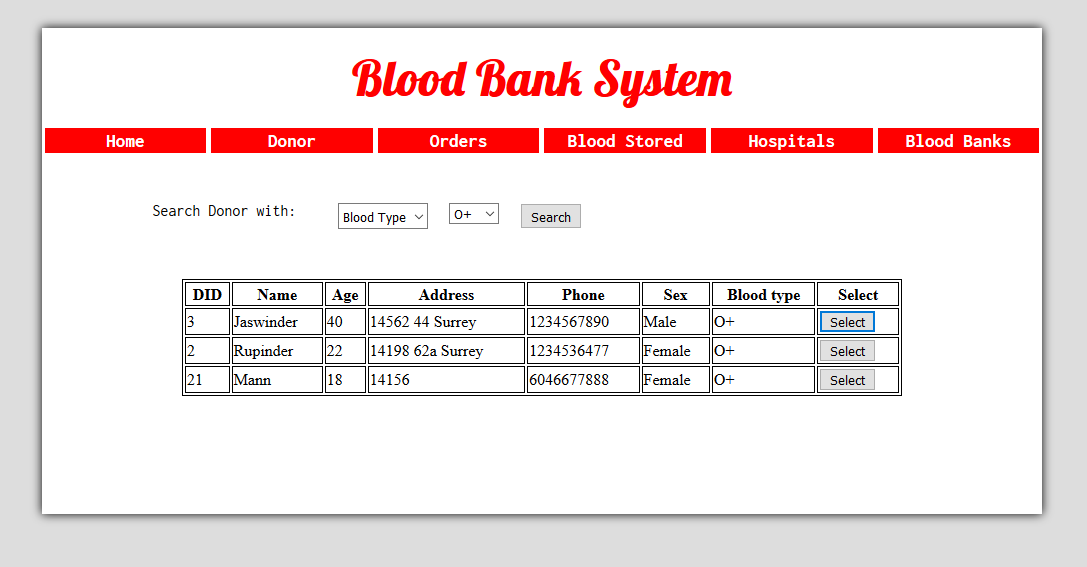 Blood Bank System
Home Donor Orders Blood Stored Hospitals Blood Banks
Search Donor with: Blood Type O+ Search
DID Name Age Address Phone Sex Blood type Select
3 Jaswinder 40 14562 44 Surrey 1234567890 Male O+ Select
2 Rupinder 22 14198 62a Surrey 1234536477 Female O+ Select
21 Mann 18 14156 6046677888 Female O+ Select